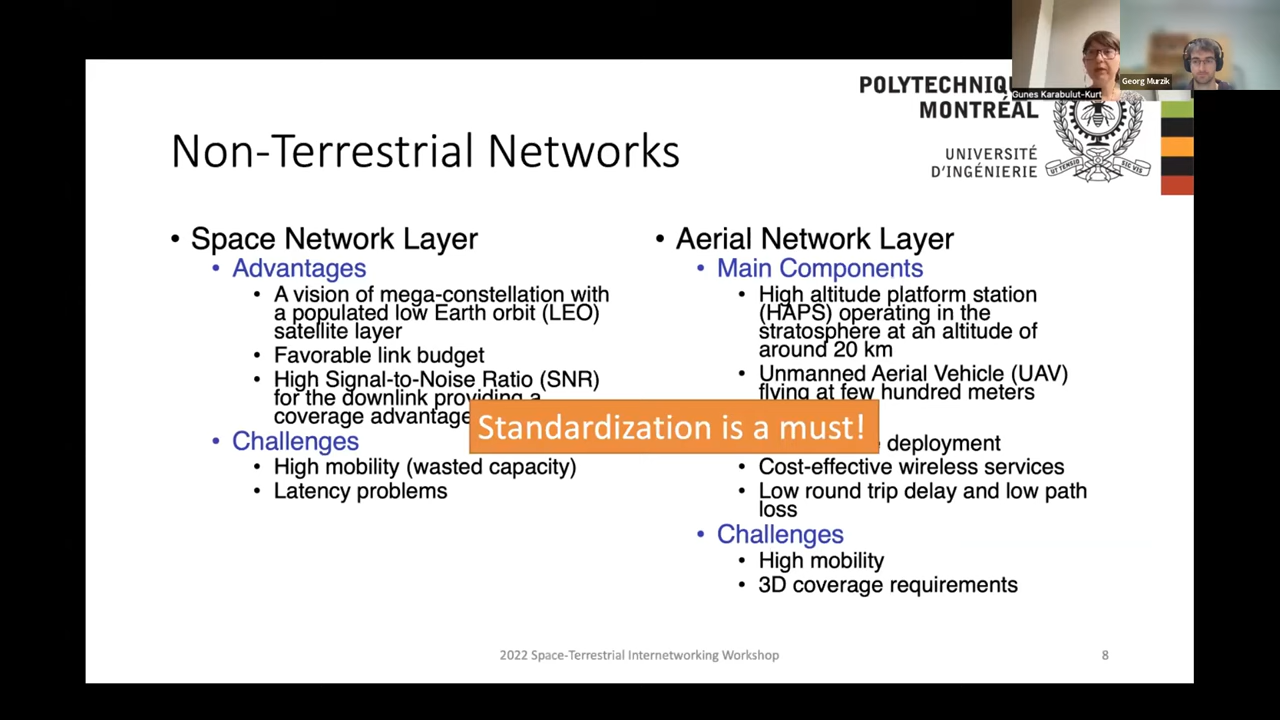 POLYTECHNIQU
MONTRÉAL
Gunes Karabulut-Kurt
Georg Murzik
UNIVERSITÉ
D'INGÉNIERIE
UT TENSIO SIC VIS
Non-Terrestrial Networks
• Space Network Layer
• Advantages
• A vision of mega-constellation with
a populated low Earth orbit (LEO)
satellite layer
• Favorable link budget
• High Signal-to-Noise Ratio (SNR)
for the downlink providing a
coverage advantage
• Challenges
• High mobility (wasted capacity)
• Latency problems
Standardization is a must!
• Aerial Network Layer
• Main Components
• High altitude platform station
(HAPS) operating in the
stratosphere at an altitude of
around 20 km
• Unmanned Aerial Vehicle (UAV)
flying at few hundred meters
deployment
• Cost-effective wireless services
• Low round trip delay and low path
loss
• Challenges
• High mobility
• 3D coverage requirements
2022 Space-Terrestrial Internetworking Workshop
8